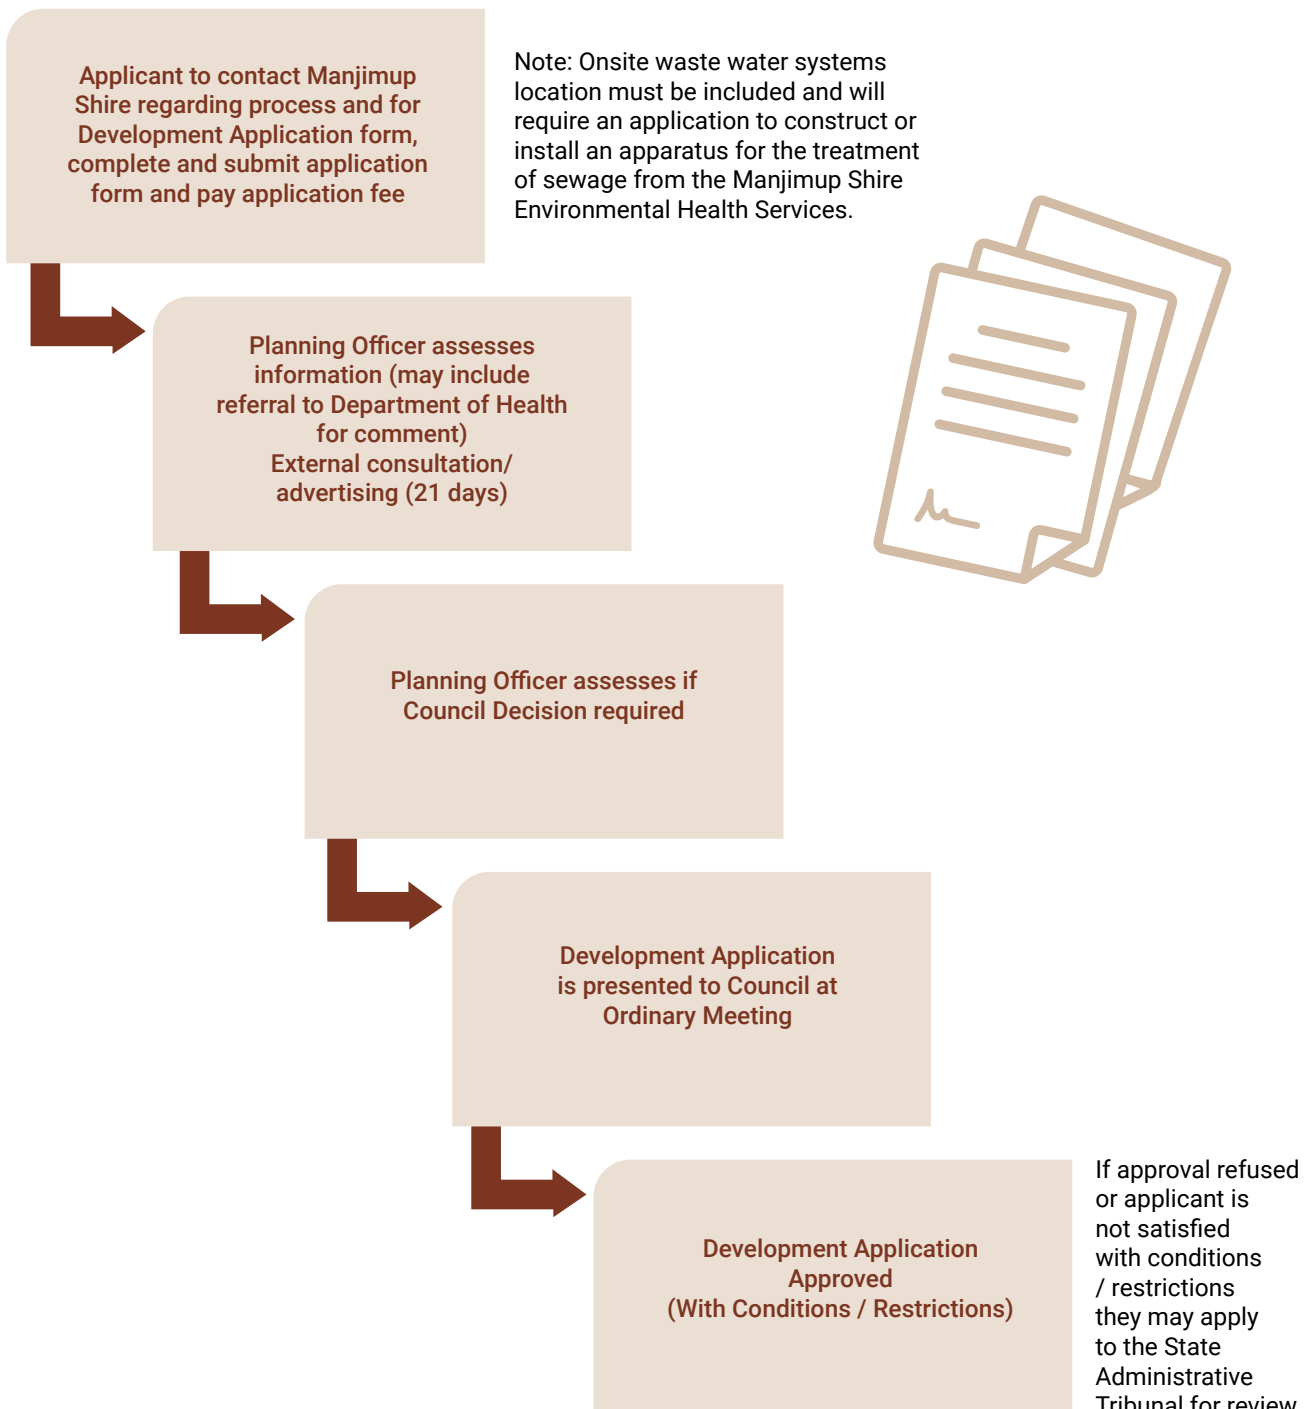 Applicant to contact Manjimup
Shire regarding process and for
Development Application form,
complete and submit application
form and pay application fee
Note: Onsite waste water systems
location must be included and will
require an application to construct or
install an apparatus for the treatment
of sewage from the Manjimup Shire
Environmental Health Services.
Planning Officer assesses
information (may include
referral to Department of Health
for comment)
External consultation/
advertising (21 days)
Planning Officer assesses if
Council Decision required
Development Application
is presented to Council at
Ordinary Meeting
Development Application
Approved
(With Conditions / Restrictions)
If approval refused
or applicant is
not satisfied
with conditions
/ restrictions
they may apply
to the State
Administrative
Tribunal for review